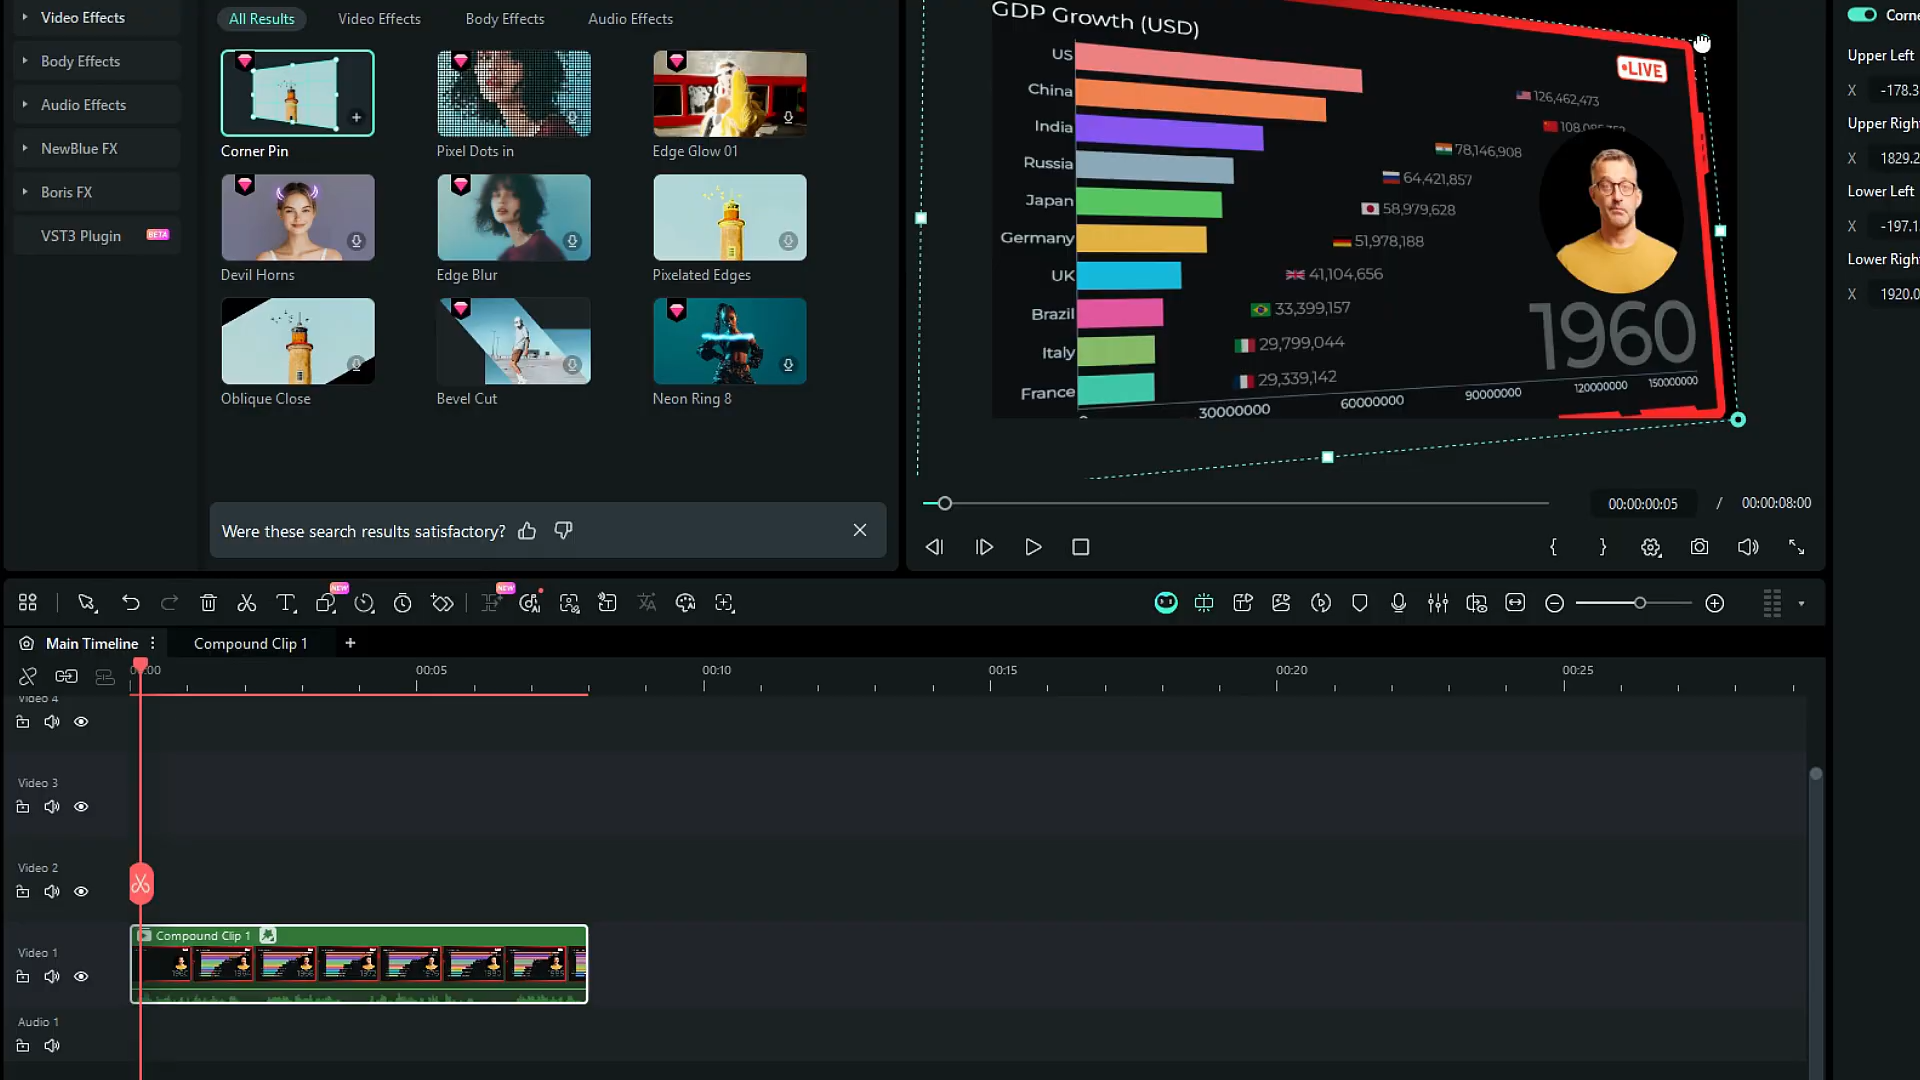 Video Effects
Body Effects
Audio Effects
NewBlue FX
Boris FX
VST3 Plugin BETA
All Results Video Effects Body Effects Audio Effects
Corner Pin Pixel Dots in Edge Glow 01
Devil Horns Edge Blur Pixelated Edges
Oblique Close Bevel Cut Neon Ring 8
Were these search results satisfactory?
GDP Growth (USD)
•LIVE
US 126,462,473
China
India 78,146,908
Russia 64,421,857
Japan 58,979,628
Germany 51,978,188
UK 41,104,656
Brazil 33,399,157
Italy 29,799,044
France 29,339,142
1960
30000000 60000000 90000000 120000000 150000000
00:00:00:05 / 00:00:08:00
Upper Left
X -178.3
X 1829.2
Lower Left
X -197.1
X 1920.0
NEW NEW
Main Timeline Compound Clip 1 +
00:05 00:10 00:15 00:20 00:25
Video 4
Video 3
Video 2
Video 1
Compound Clip 1
Audio 1